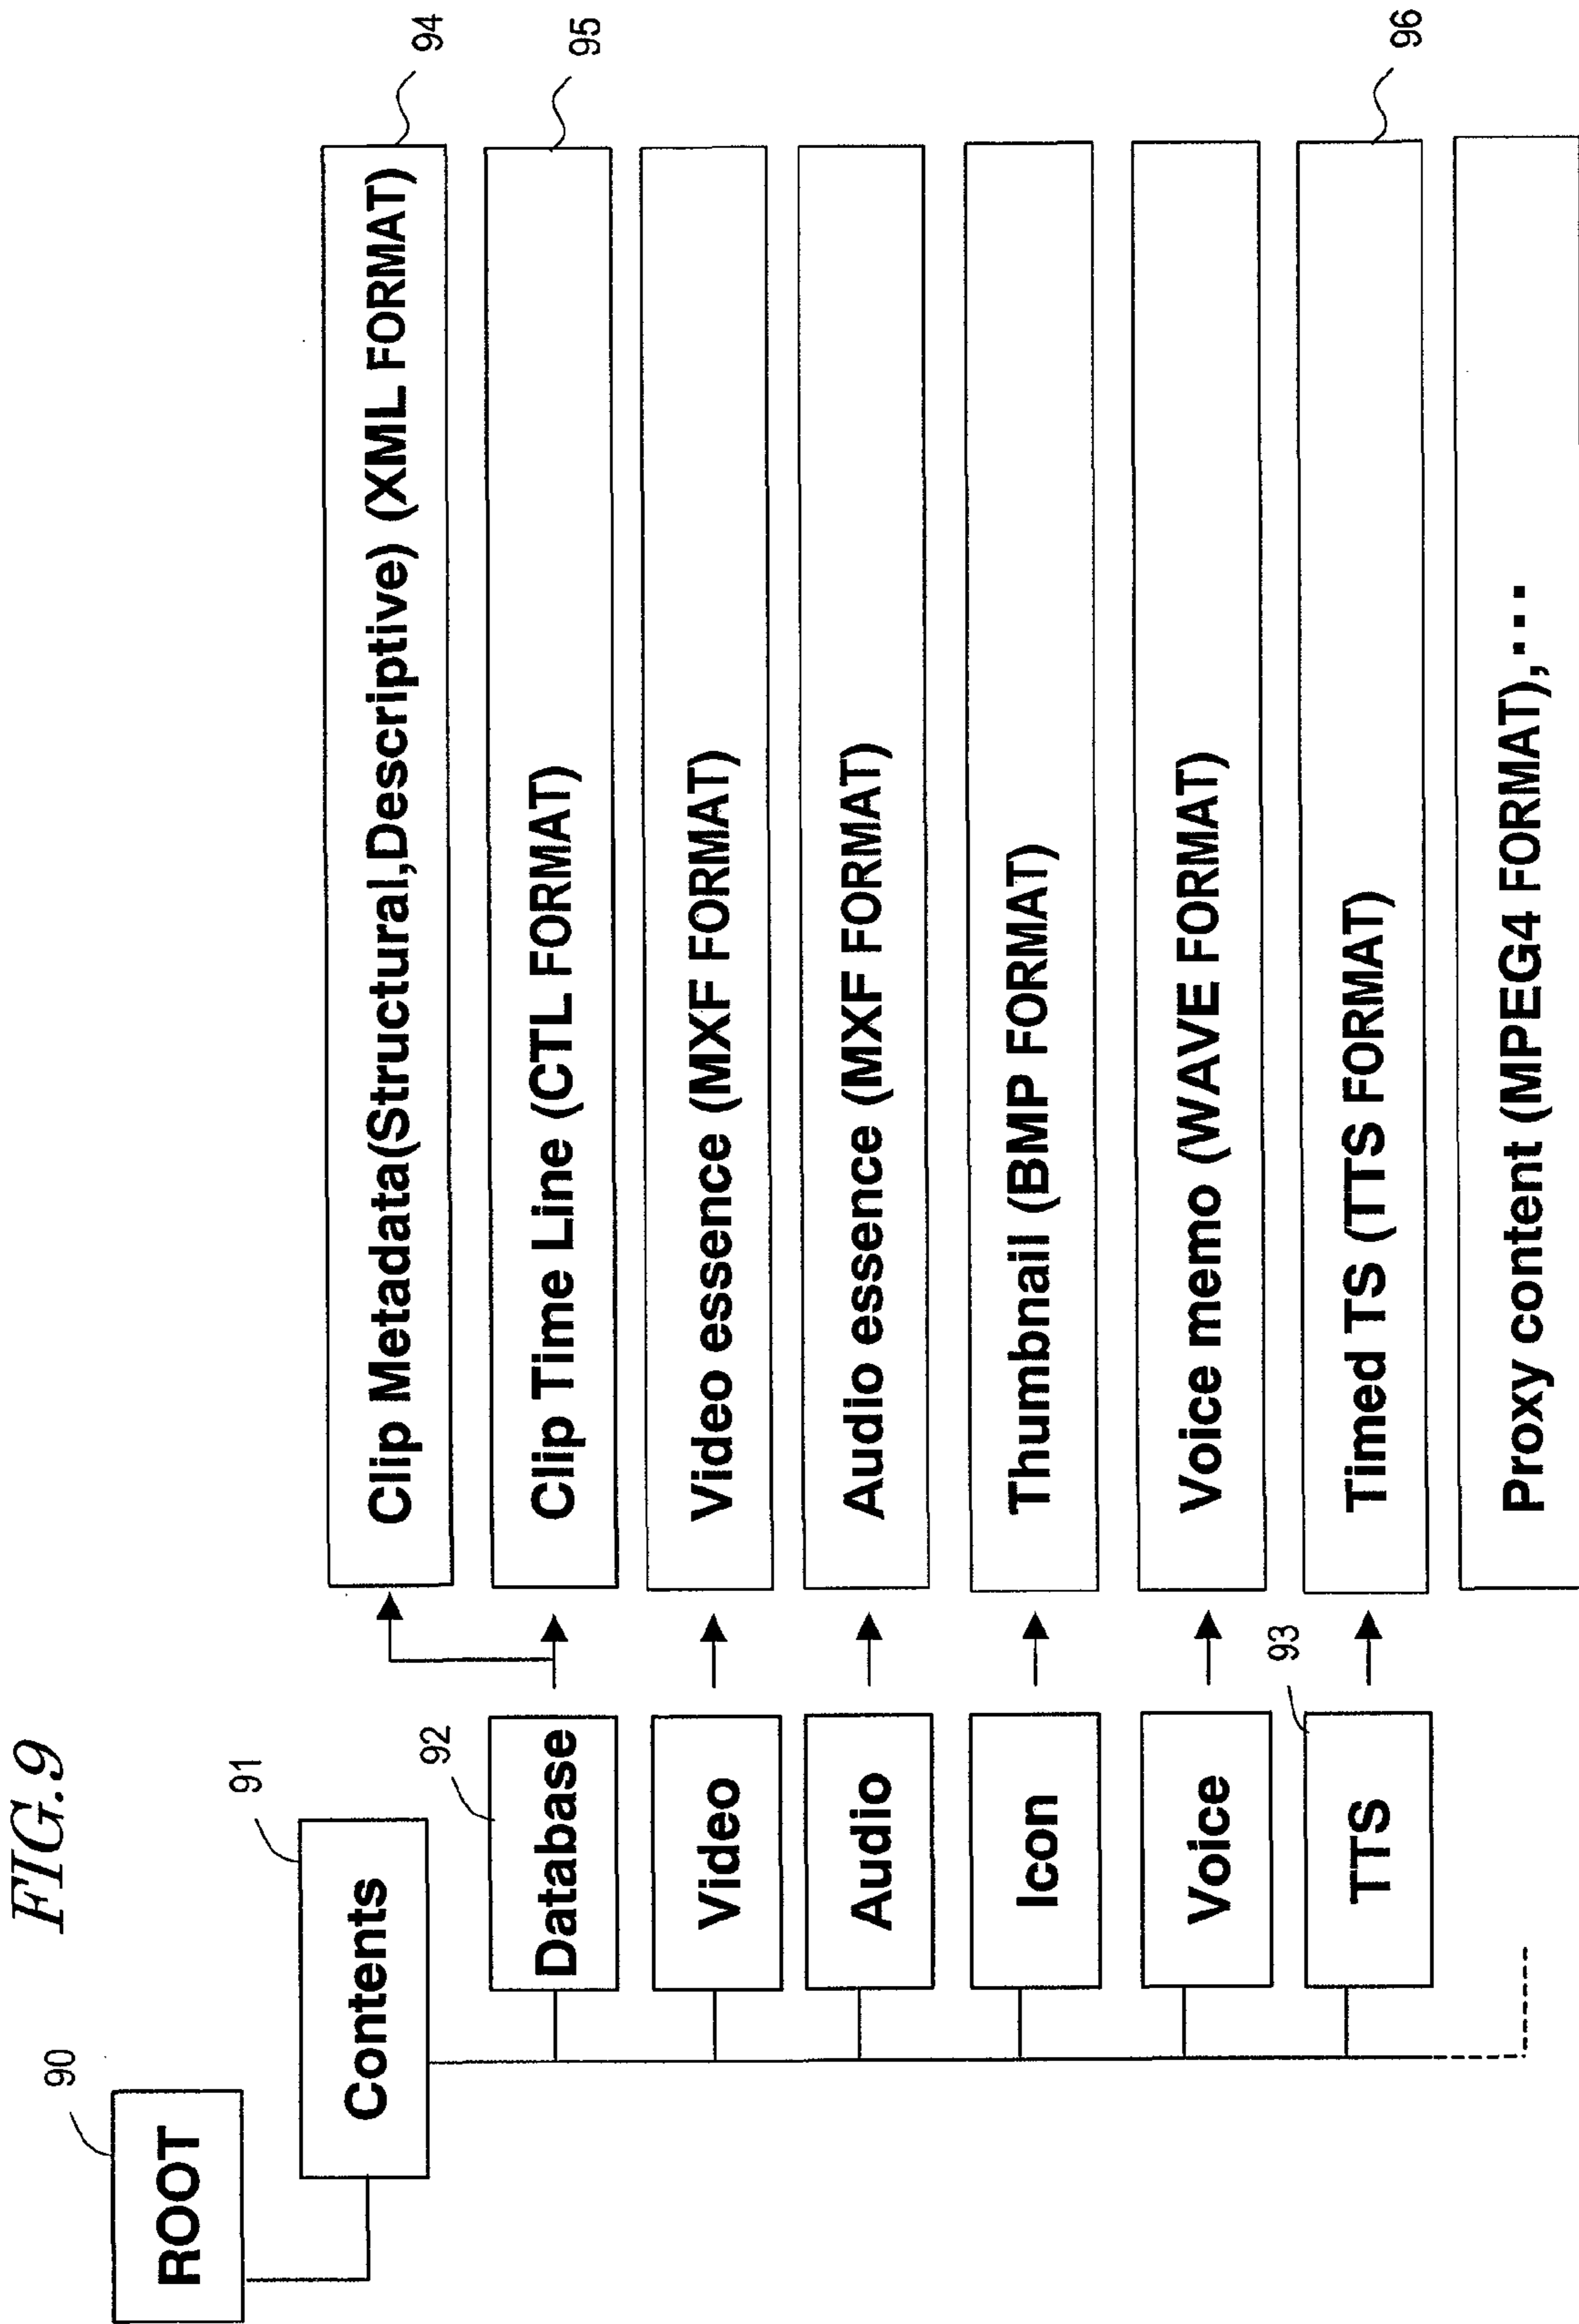 FIG.9
90
ROOT
91
Contents
92
Database
Video
Audio
Icon
Voice
93
TTS
94
Clip Metadata(Structural,Descriptive) (XML FORMAT)
95
Clip Time Line (CTL FORMAT)
Video essence (MXF FORMAT)
Audio essence (MXF FORMAT)
Thumbnail (BMP FORMAT)
Voice memo (WAVE FORMAT)
96
Timed TS (TTS FORMAT)
Proxy content (MPEG4 FORMAT),···